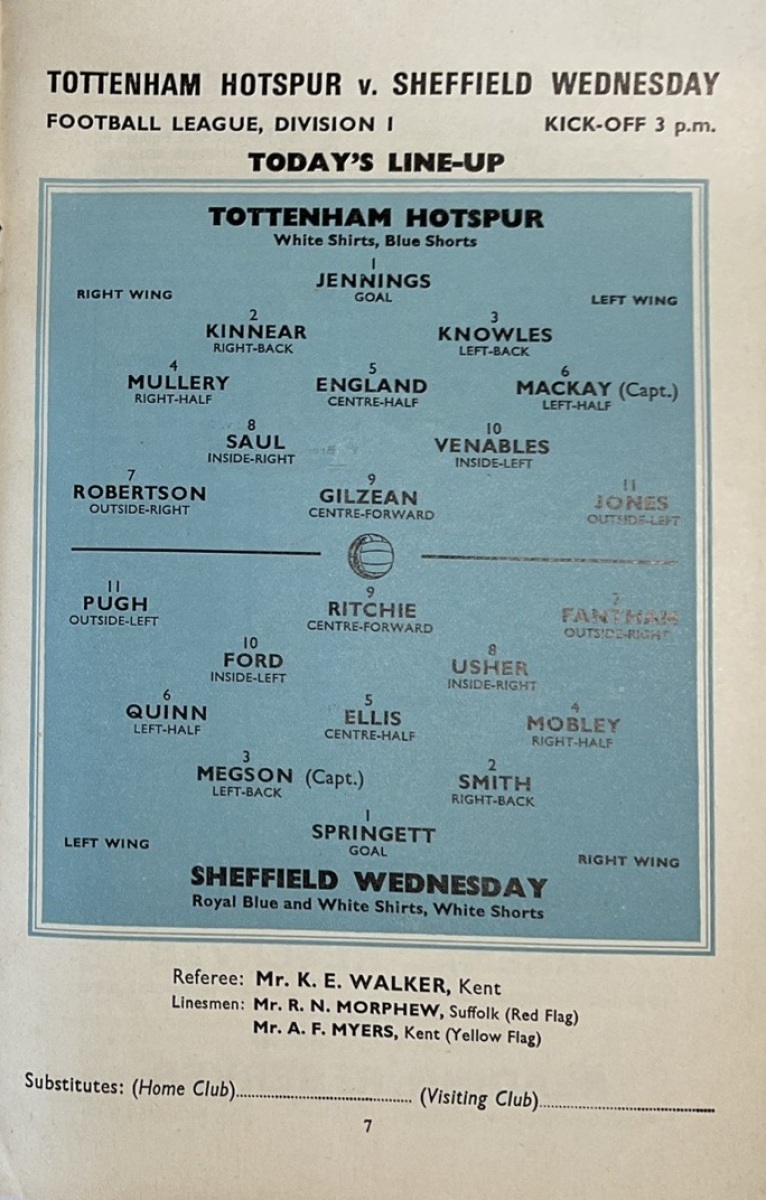 TOTTENHAM HOTSPUR v. SHEFFIELD WEDNESDAY
FOOTBALL LEAGUE, DIVISION I KICK-OFF 3 p.m.
TODAY'S LINE-UP
TOTTENHAM HOTSPUR
White Shirts, Blue Shorts
1
JENNINGS
GOAL
RIGHT WING LEFT WING
2 3
KINNEAR KNOWLES
RIGHT-BACK LEFT-BACK
4 5 6
MULLERY ENGLAND MACKAY (Capt.)
RIGHT-HALF CENTRE-HALF LEFT-HALF
8 10
SAUL VENABLES
INSIDE-RIGHT INSIDE-LEFT
7 9 11
ROBERTSON GILZEAN JONES
OUTSIDE-RIGHT CENTRE-FORWARD OUTSIDE-LEFT
11 9 7
PUGH RITCHIE FANTHAM
OUTSIDE-LEFT CENTRE-FORWARD OUTSIDE-RIGHT
10 8
FORD USHER
INSIDE-LEFT INSIDE-RIGHT
6 5 4
QUINN ELLIS MOBLEY
LEFT-HALF CENTRE-HALF RIGHT-HALF
3 2
MEGSON (Capt.) SMITH
LEFT-BACK RIGHT-BACK
1
SPRINGETT
GOAL
LEFT WING RIGHT WING
SHEFFIELD WEDNESDAY
Royal Blue and White Shirts, White Shorts
Referee: Mr. K. E. WALKER, Kent
Linesmen: Mr. R. N. MORPHEW, Suffolk (Red Flag)
Mr. A. F. MYERS, Kent (Yellow Flag)
Substitutes: (Home Club).................................... (Visiting Club)....................................
7